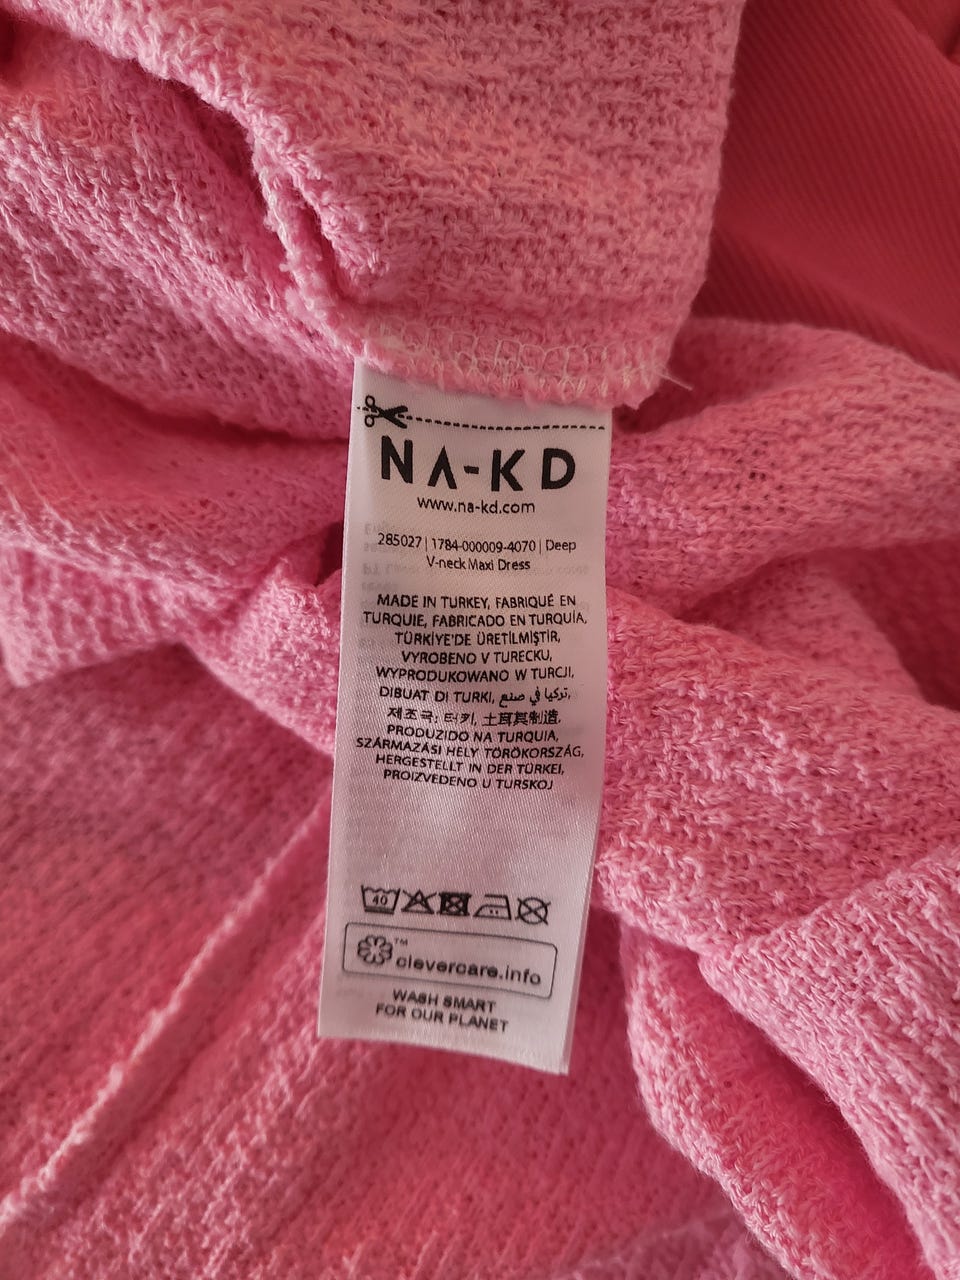 NA-KD
www.na-kd.com
285027 | 1784-000009-4070 | Deep
V-neck Maxi Dress
MADE IN TURKEY, FABRIQUÉ EN
TURQUIE, FABRICADO EN TURQUÍA,
TÜRKİYE'DE ÜRETİLMİŞTİR,
VYROBENO V TURECKU,
WYPRODUKOWANO W TURCJI,
DIBUAT DI TURKI, تركيا في صنع,
제조국: 터키, 土耳其制造,
PRODUZIDO NA TURQUIA,
SZÁRMAZÁSI HELY TÖRÖKORSZÁG,
HERGESTELLT IN DER TÜRKEI,
PROIZVEDENO U TURSKOJ
40
™ clevercare.info
WASH SMART
FOR OUR PLANET